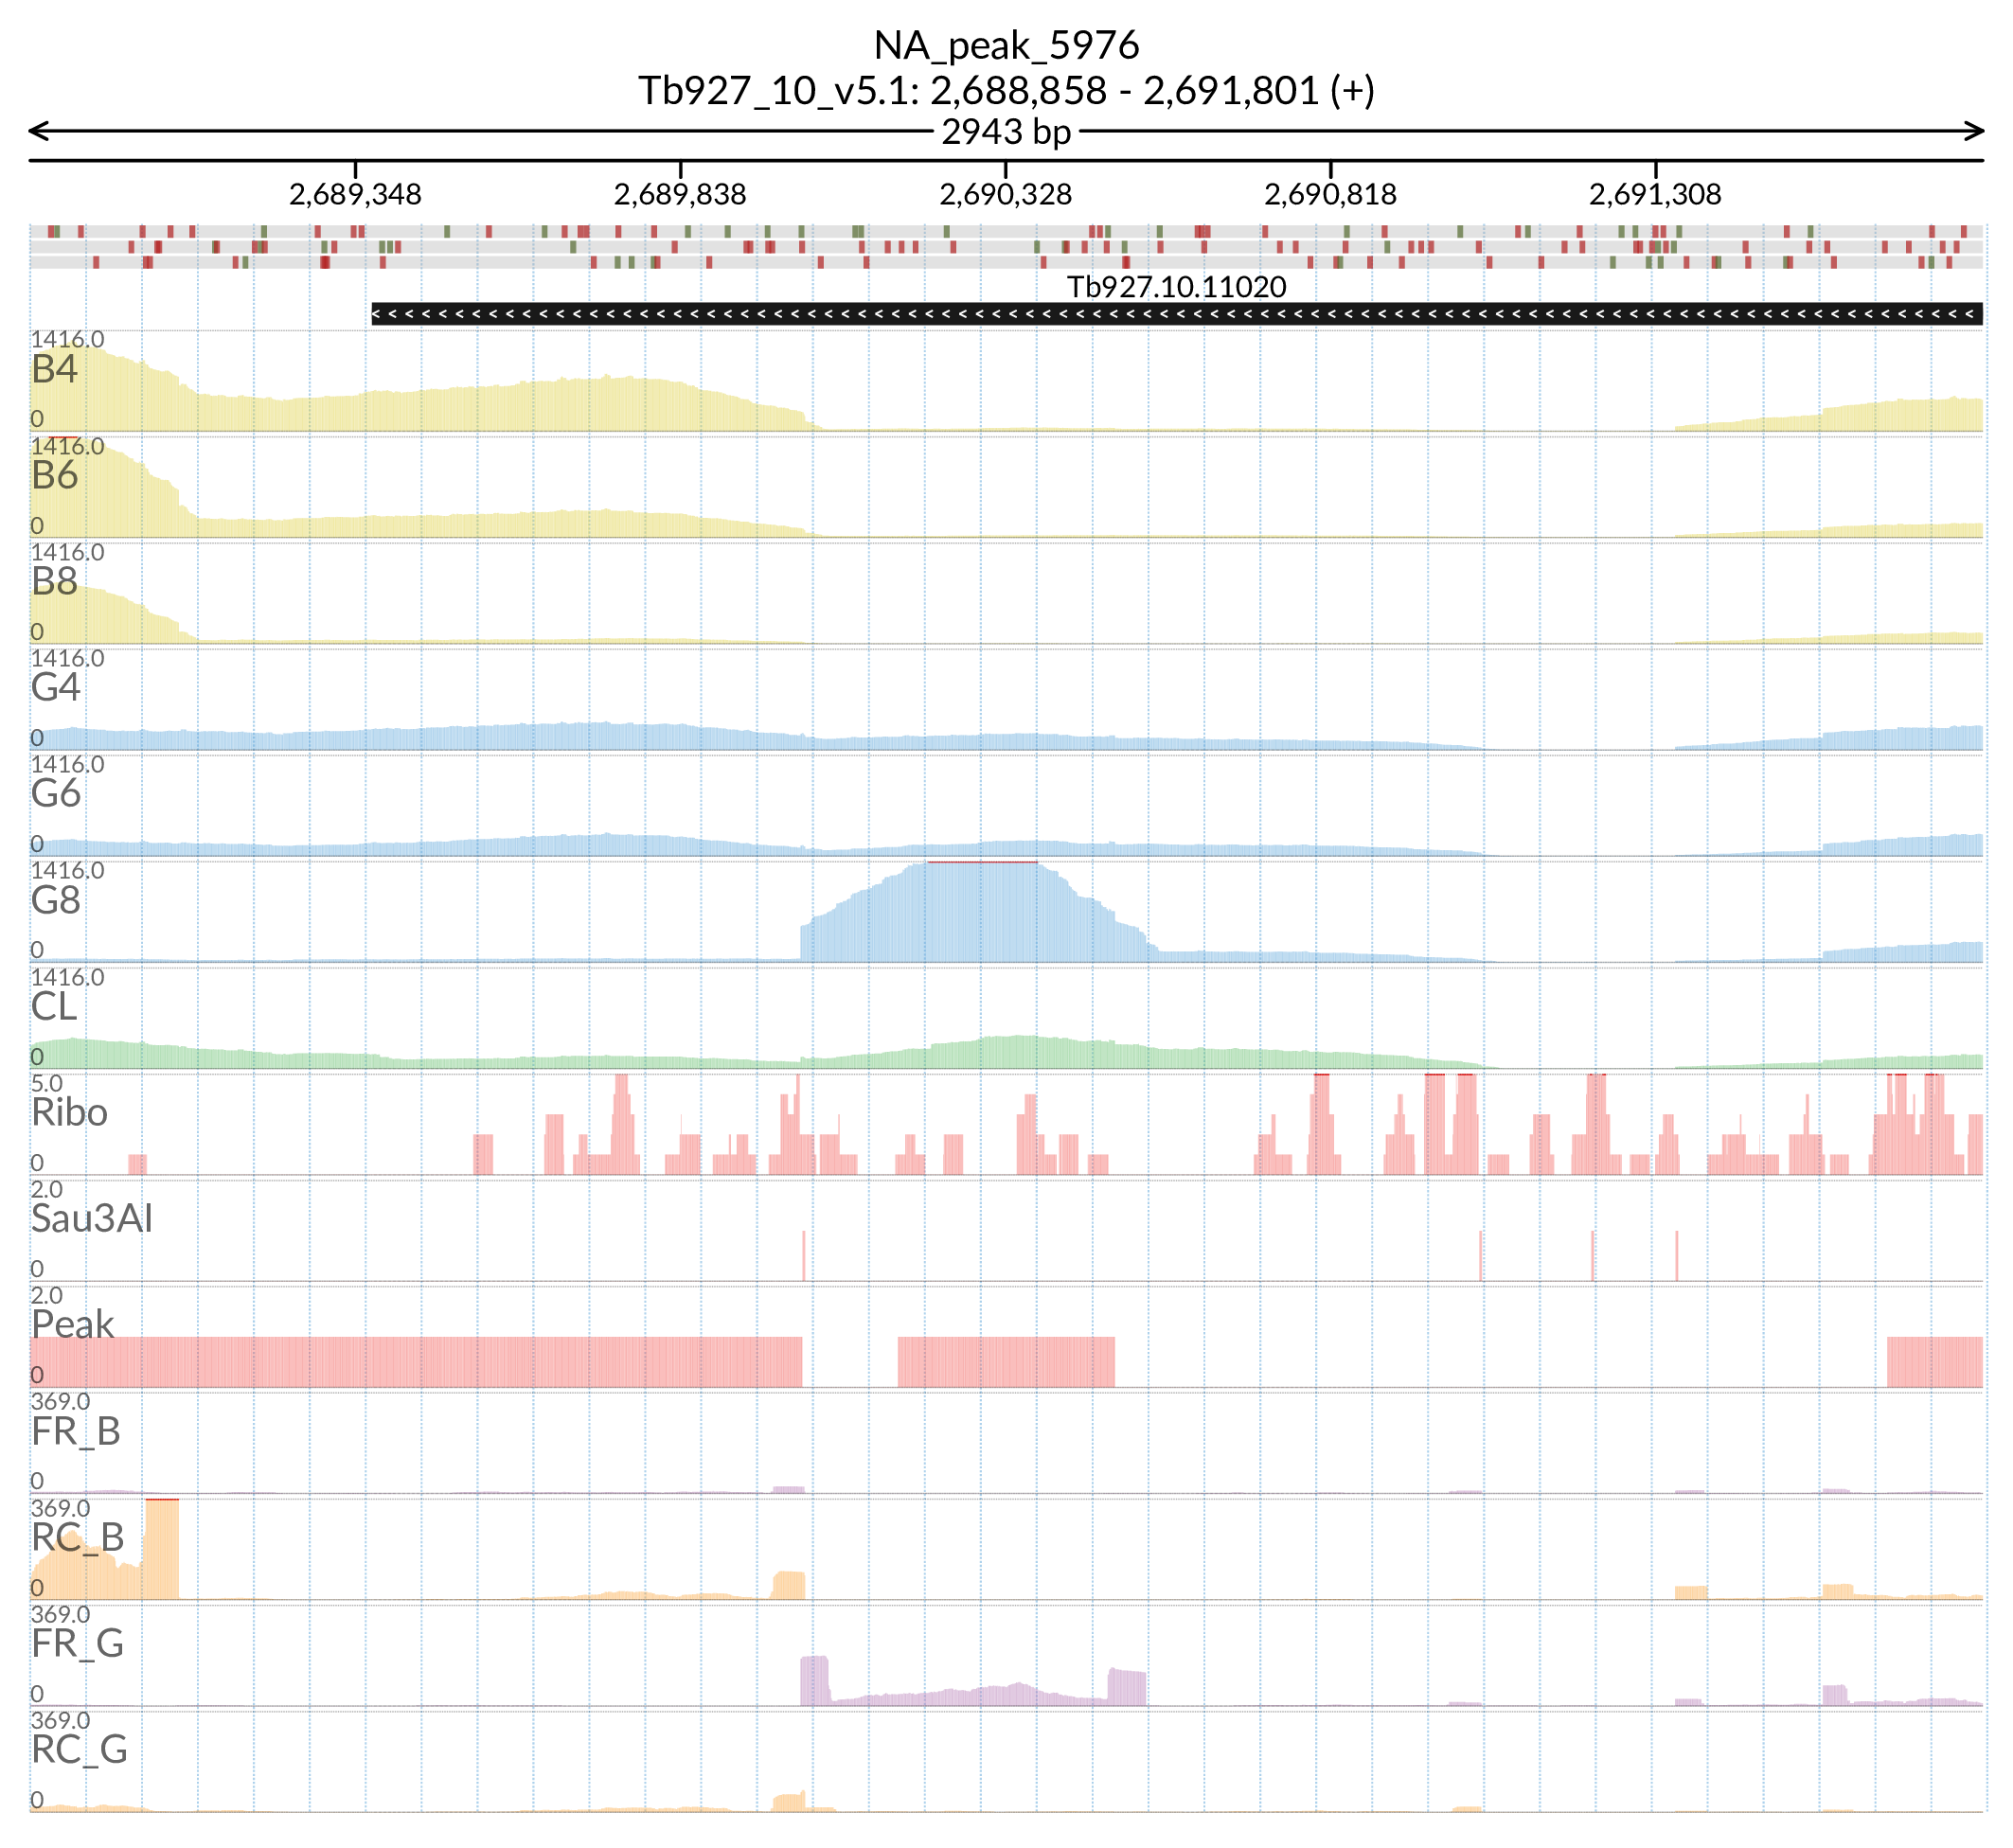 NA_peak_5976
Tb927_10_v5.1: 2,688,858 - 2,691,801 (+)
2943 bp
2,689,348 2,689,838 2,690,328 2,690,818 2,691,308
Tb927.10.11020
1416.0
B4
0
1416.0
B6
0
1416.0
B8
0
1416.0
G4
0
1416.0
G6
0
1416.0
G8
0
1416.0
CL
0
5.0
Ribo
0
2.0
Sau3AI
0
2.0
Peak
0
369.0
FR_B
0
369.0
RC_B
0
369.0
FR_G
0
369.0
RC_G
0